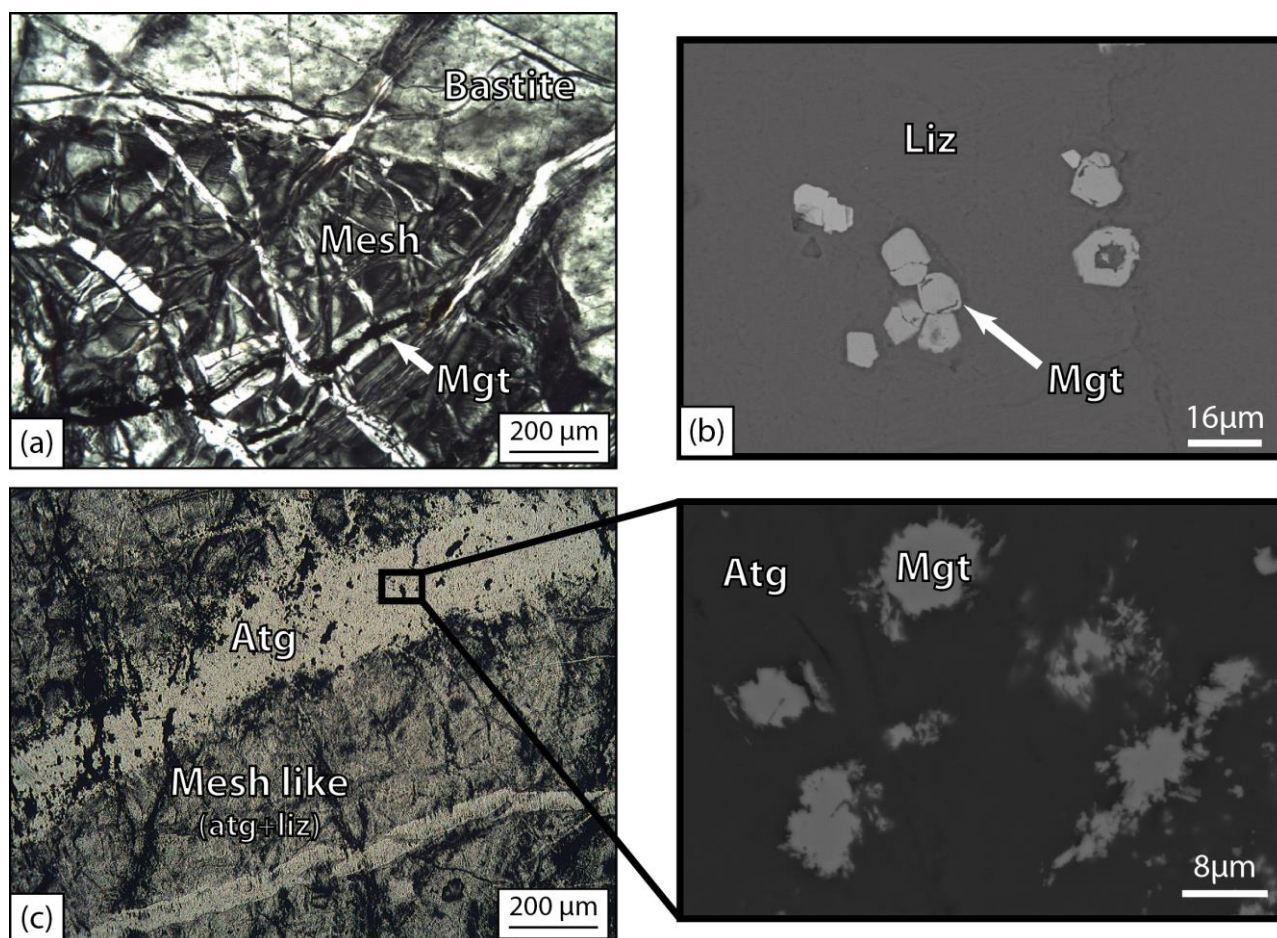 Bastite
Mesh
Mgt
(a)
200 μm
Liz
Mgt
(b)
16μm
Atg
Mesh like
(atg+liz)
(c)
200 μm
Atg
Mgt
8μm